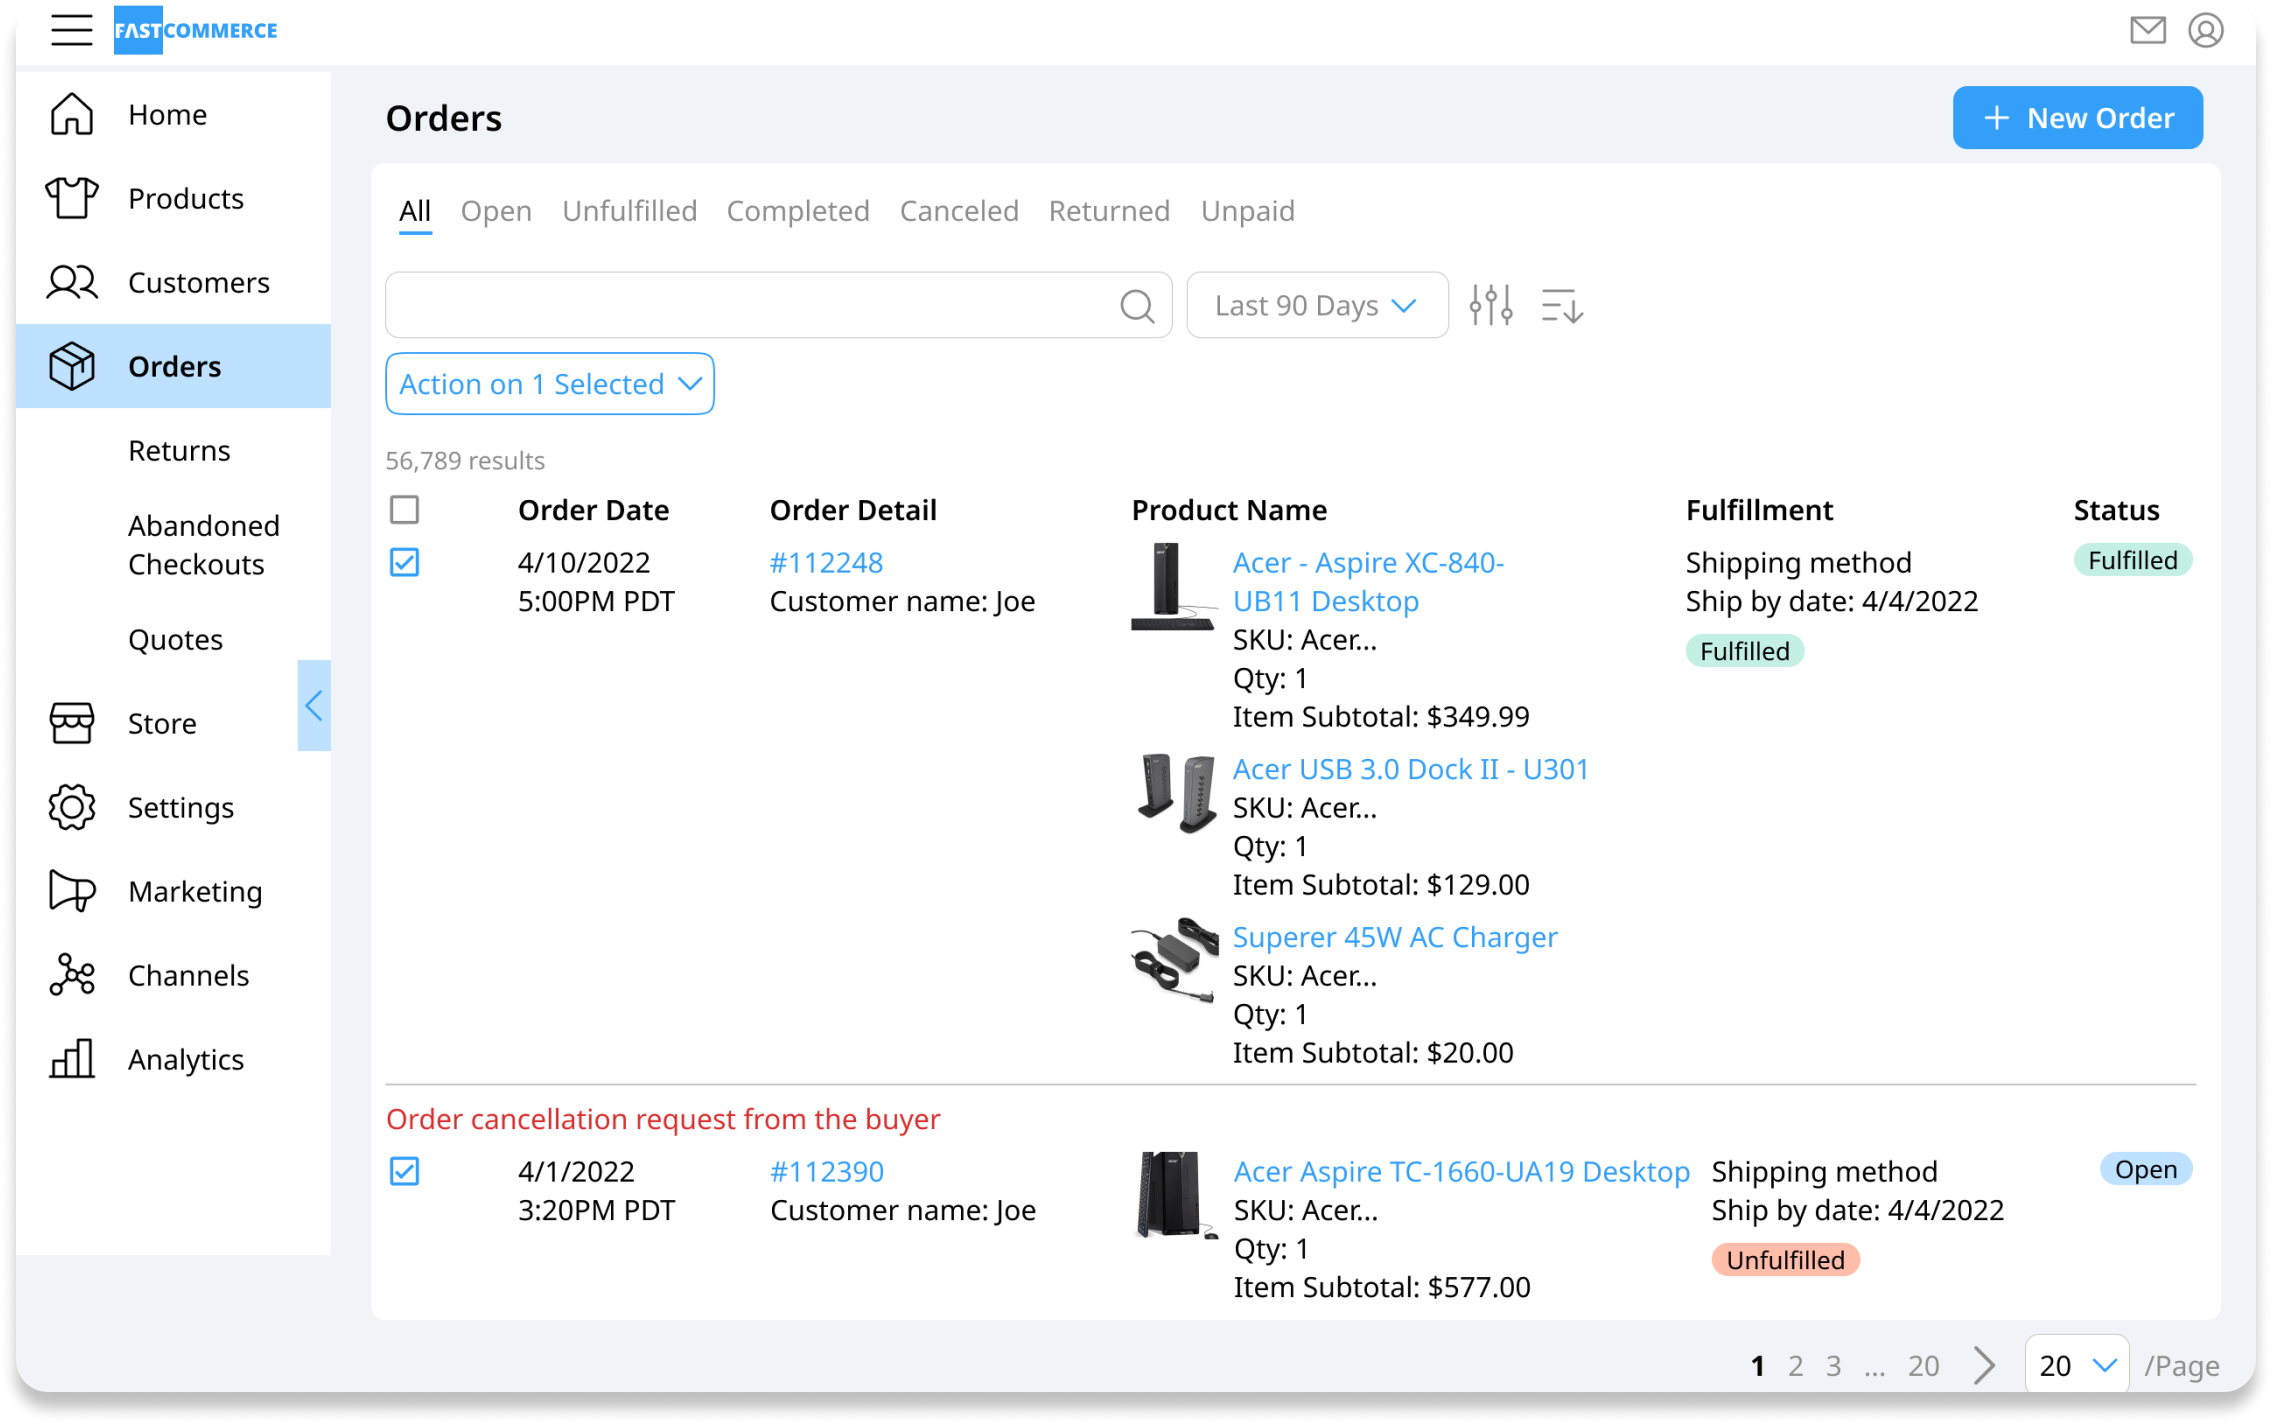 FASTCOMMERCE
Home
Products
Customers
Orders
Returns
Abandoned
Checkouts
Quotes
Store
Settings
Marketing
Channels
Analytics
Orders
+ New Order
All Open Unfulfilled Completed Canceled Returned Unpaid
Last 90 Days
Action on 1 Selected
56,789 results
Order Date Order Detail Product Name Fulfillment Status
4/10/2022
5:00PM PDT
#112248
Customer name: Joe
Acer - Aspire XC-840-
UB11 Desktop
SKU: Acer...
Qty: 1
Item Subtotal: $349.99
Acer USB 3.0 Dock II - U301
SKU: Acer...
Qty: 1
Item Subtotal: $129.00
Superer 45W AC Charger
SKU: Acer...
Qty: 1
Item Subtotal: $20.00
Shipping method
Ship by date: 4/4/2022
Fulfilled
Fulfilled
Order cancellation request from the buyer
4/1/2022
3:20PM PDT
#112390
Customer name: Joe
Acer Aspire TC-1660-UA19 Desktop
SKU: Acer...
Qty: 1
Item Subtotal: $577.00
Shipping method
Ship by date: 4/4/2022
Unfulfilled
Open
1 2 3 ... 20
20 /Page